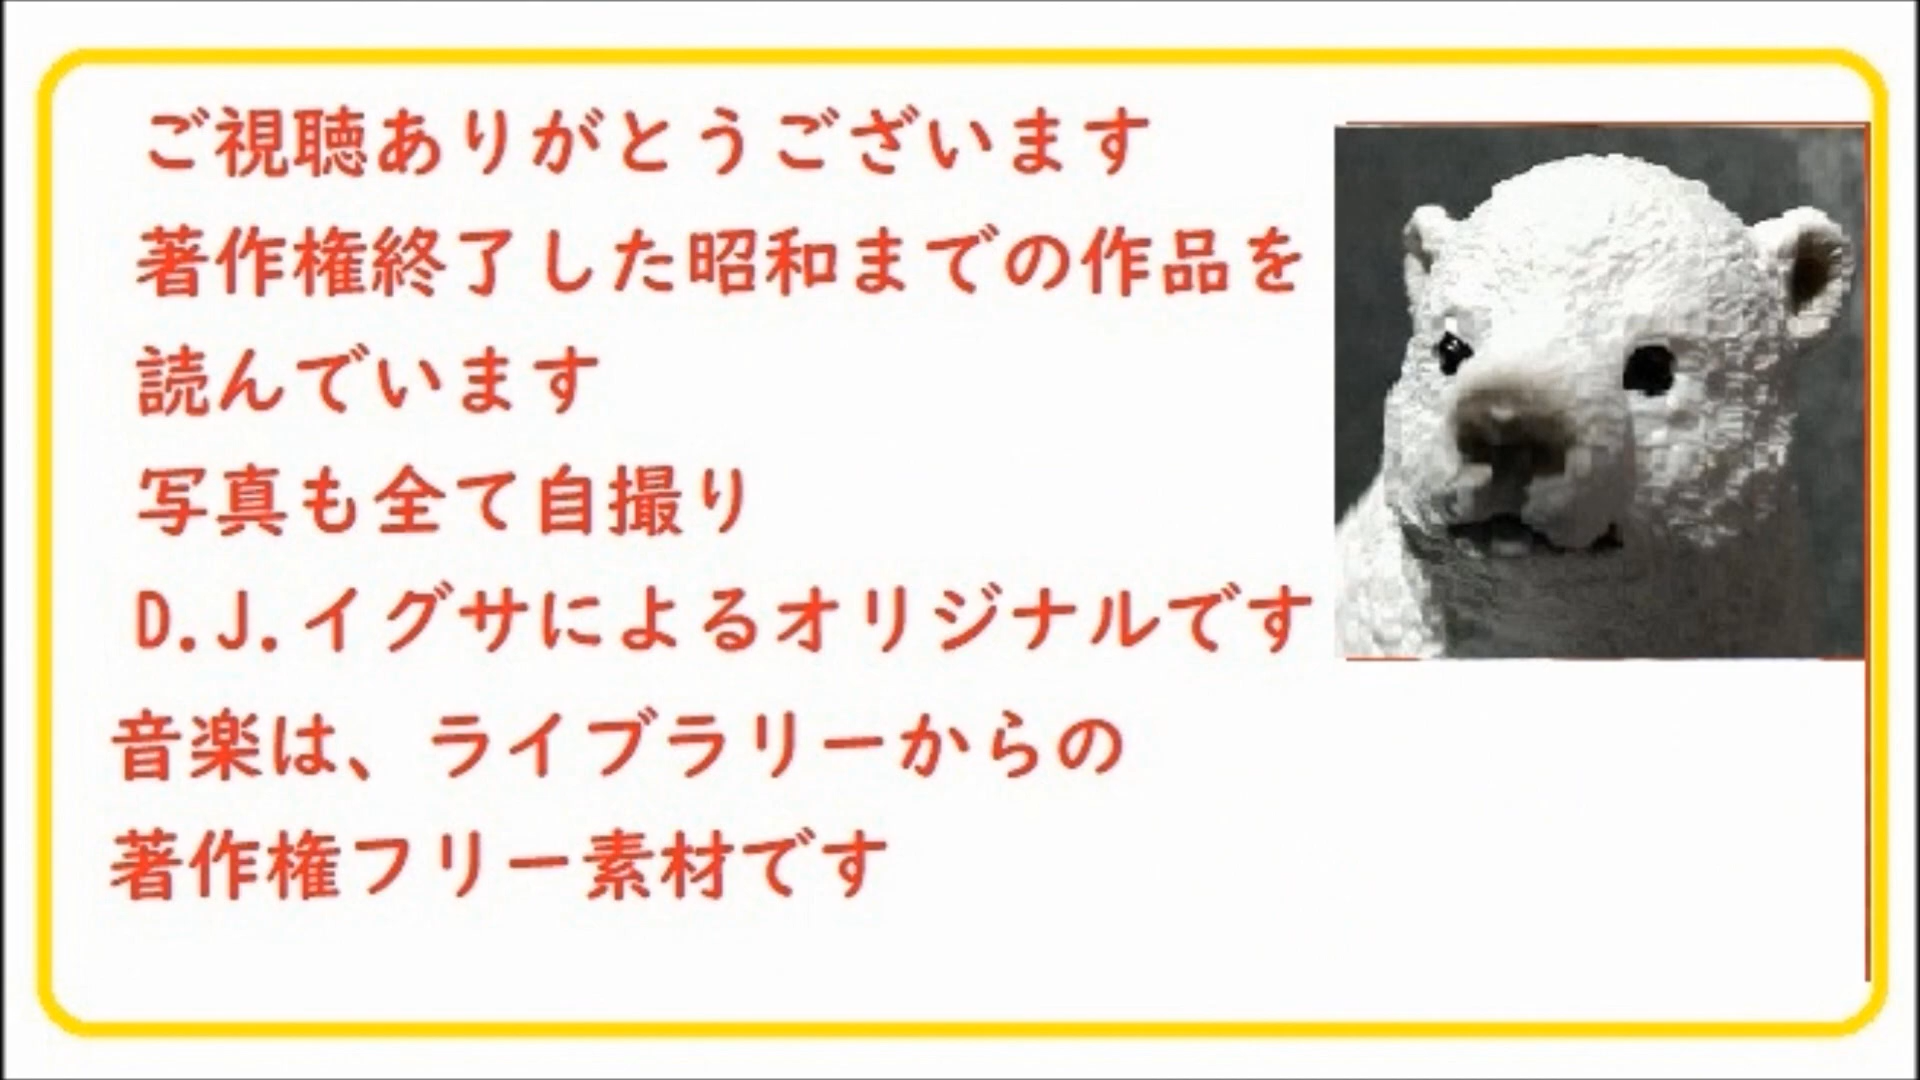 ご視聴ありがとうございます
著作権終了した昭和までの作品を
読んでいます
写真も全て自撮り
D.J.イグサによるオリジナルです
音楽は、ライブラリーからの
著作権フリー素材です